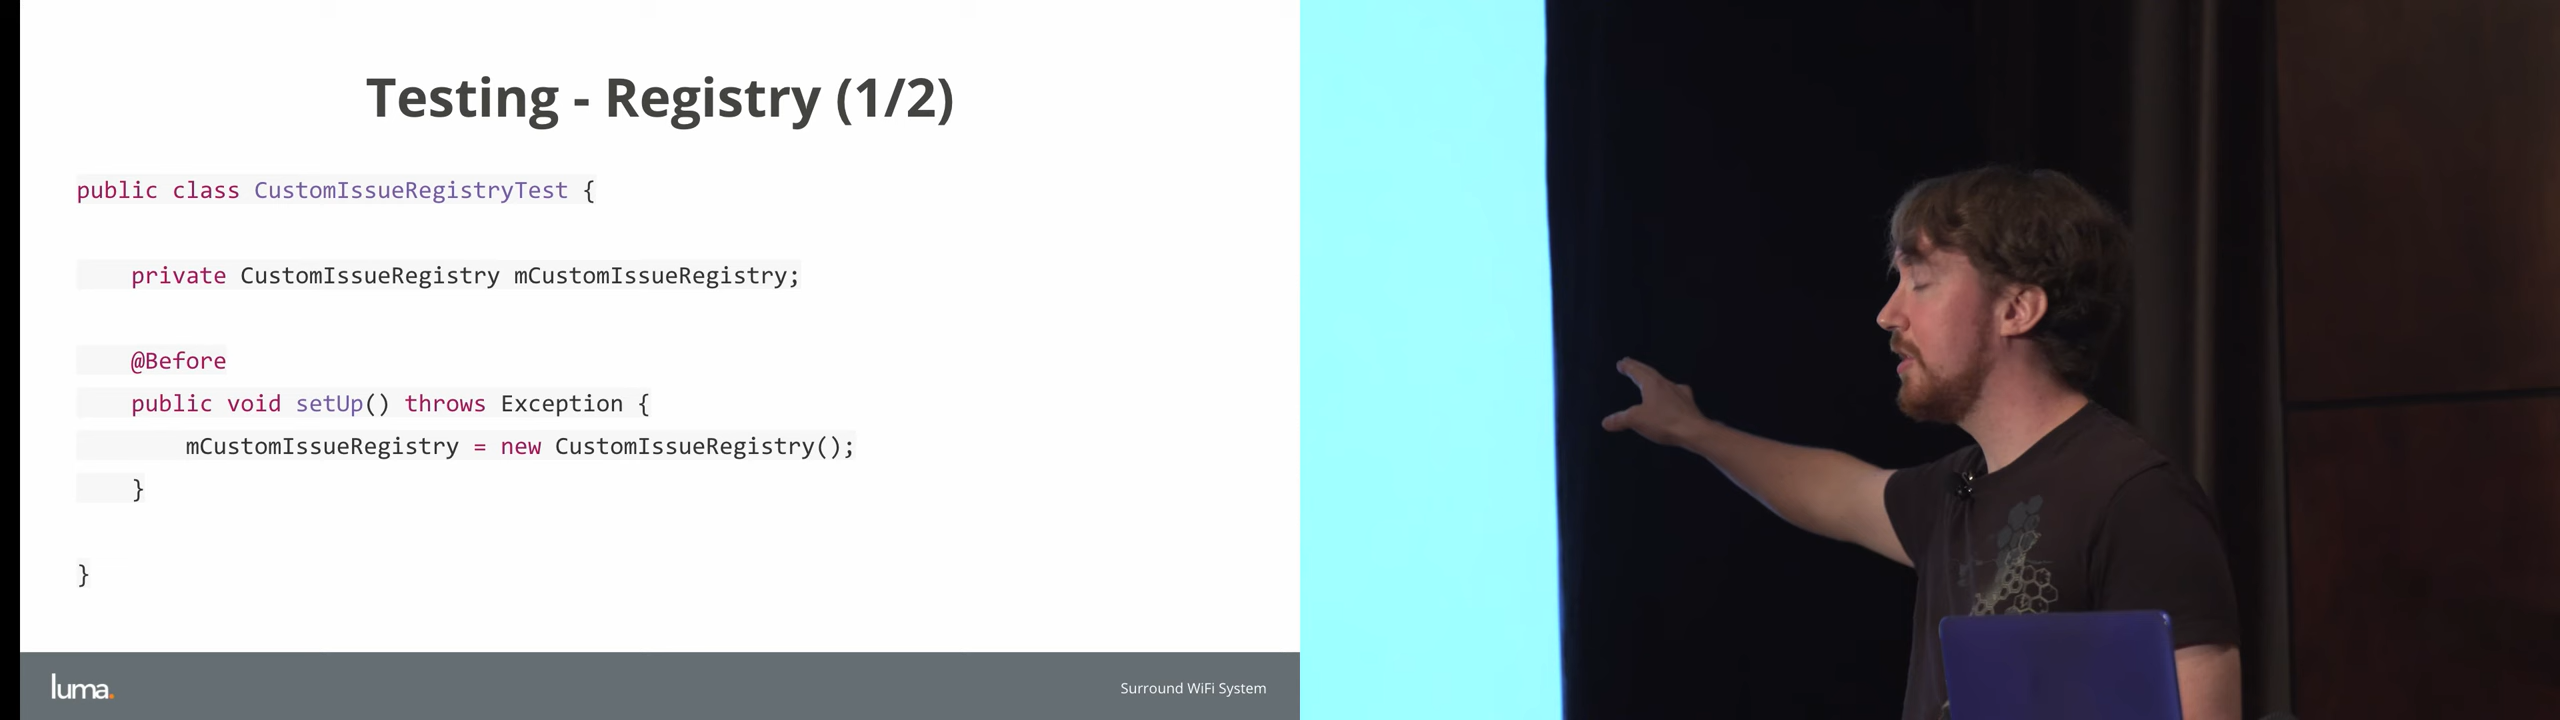 Testing - Registry (1/2)
public class CustomIssueRegistryTest {
    private CustomIssueRegistry mCustomIssueRegistry;
    @Before
    public void setUp() throws Exception {
        mCustomIssueRegistry = new CustomIssueRegistry();
    }
}
luma.
Surround WiFi System